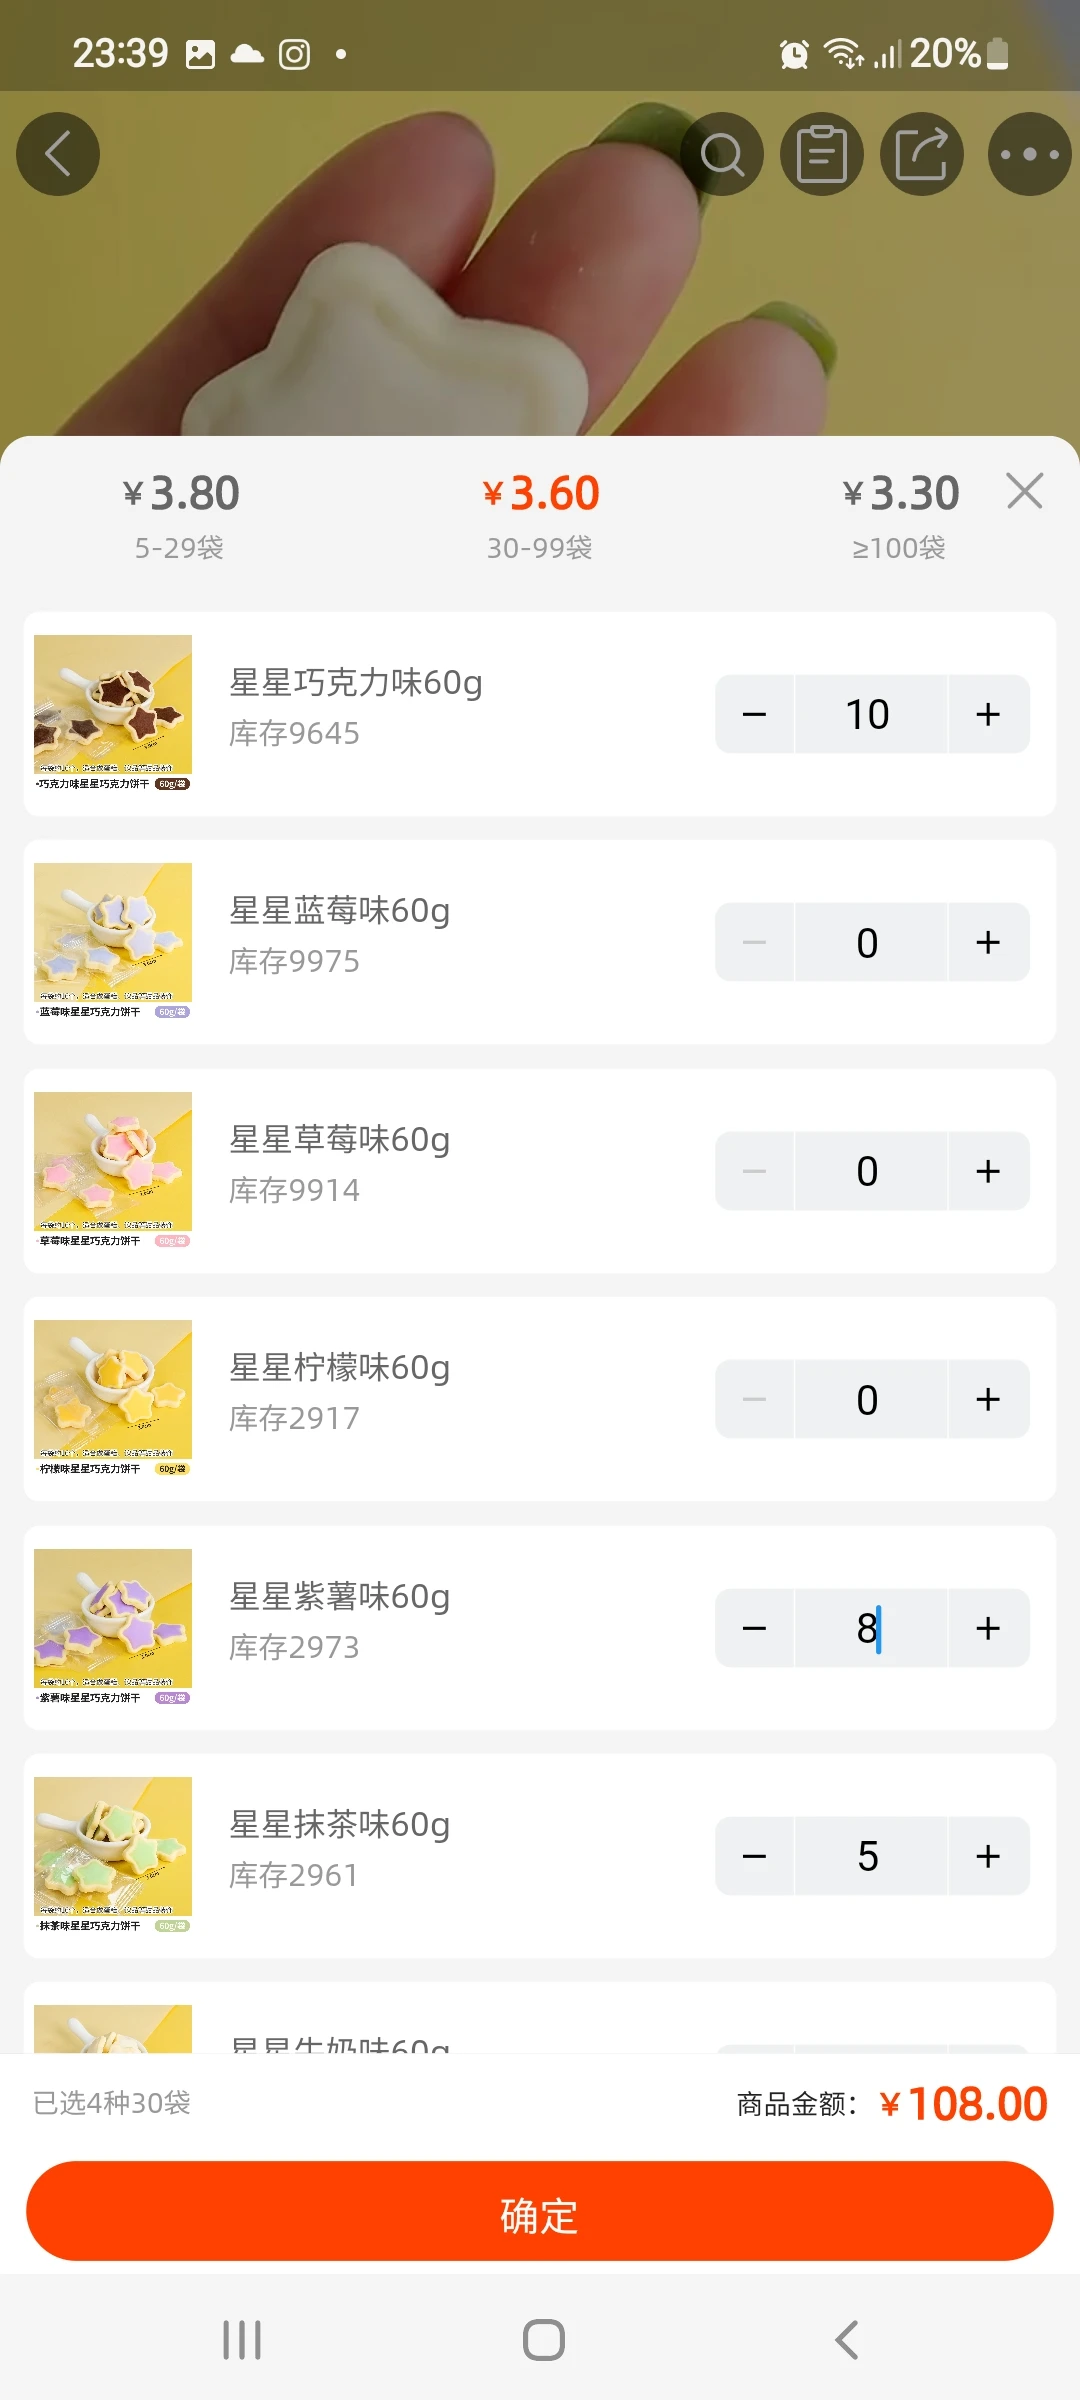 23:39 20%
¥3.80 ¥3.60 ¥3.30
5-29袋 30-99袋 ≥100袋
星星巧克力味60g
库存9645
10
·巧克力味星星巧克力饼干 60g/袋
星星蓝莓味60g
库存9975
0
·蓝莓味星星巧克力饼干 60g/袋
星星草莓味60g
库存9914
0
·草莓味星星巧克力饼干 60g/袋
星星柠檬味60g
库存2917
0
·柠檬味星星巧克力饼干 60g/袋
星星紫薯味60g
库存2973
8
·紫薯味星星巧克力饼干 60g/袋
星星抹茶味60g
库存2961
5
·抹茶味星星巧克力饼干 60g/袋
星星牛奶味60g
已选4种30袋 商品金额：¥108.00
确定